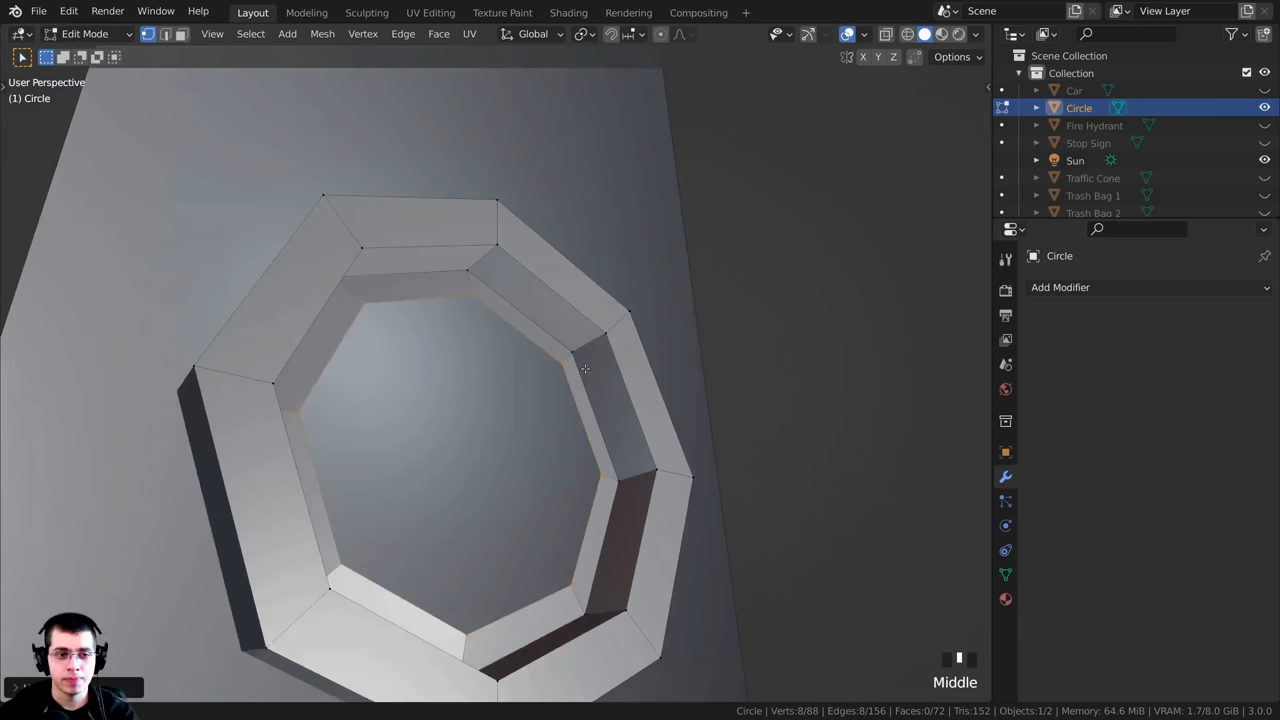 File Edit Render Window Help
Layout Modeling Sculpting UV Editing Texture Paint Shading Rendering Compositing +
Scene
View Layer
Edit Mode View Select Add Mesh Vertex Edge Face UV Global
X Y Z Options
User Perspective
(1) Circle
Scene Collection
Collection
Car
Circle
Fire Hydrant
Stop Sign
Sun
Traffic Cone
Trash Bag 1
Trash Bag 2
Circle
Add Modifier
Middle
Circle | Verts:8/88 | Edges:8/156 | Faces:0/72 | Tris:152 | Objects:1/2 | Memory: 64.6 MiB | VRAM: 1.7/8.0 GiB | 3.0.0